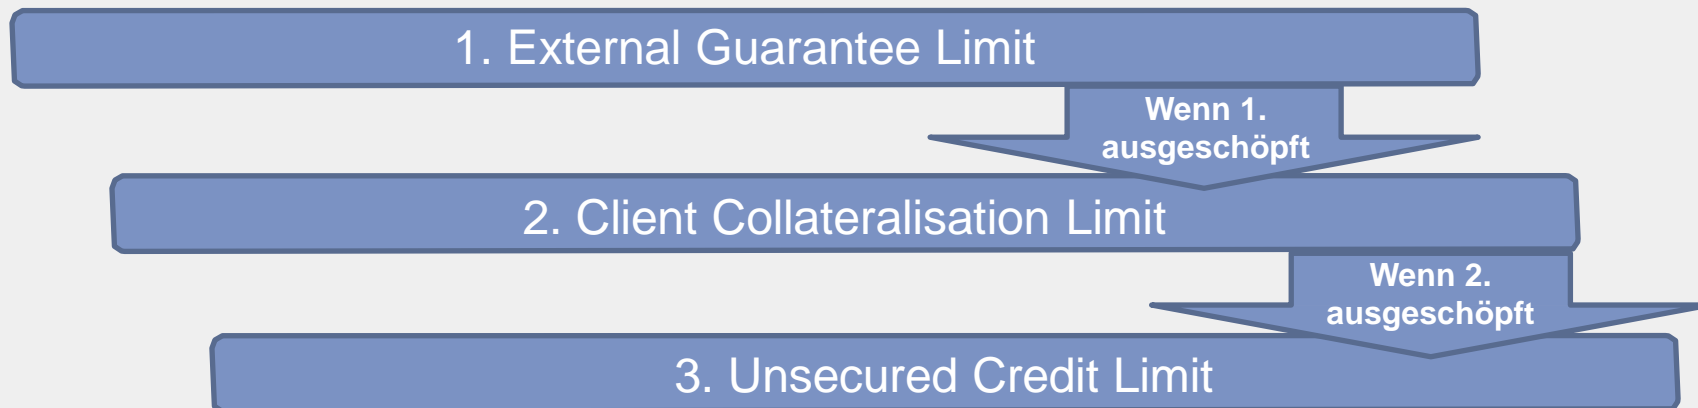 1. External Guarantee Limit
Wenn 1.
ausgeschöpft
2. Client Collateralisation Limit
Wenn 2.
ausgeschöpft
3. Unsecured Credit Limit